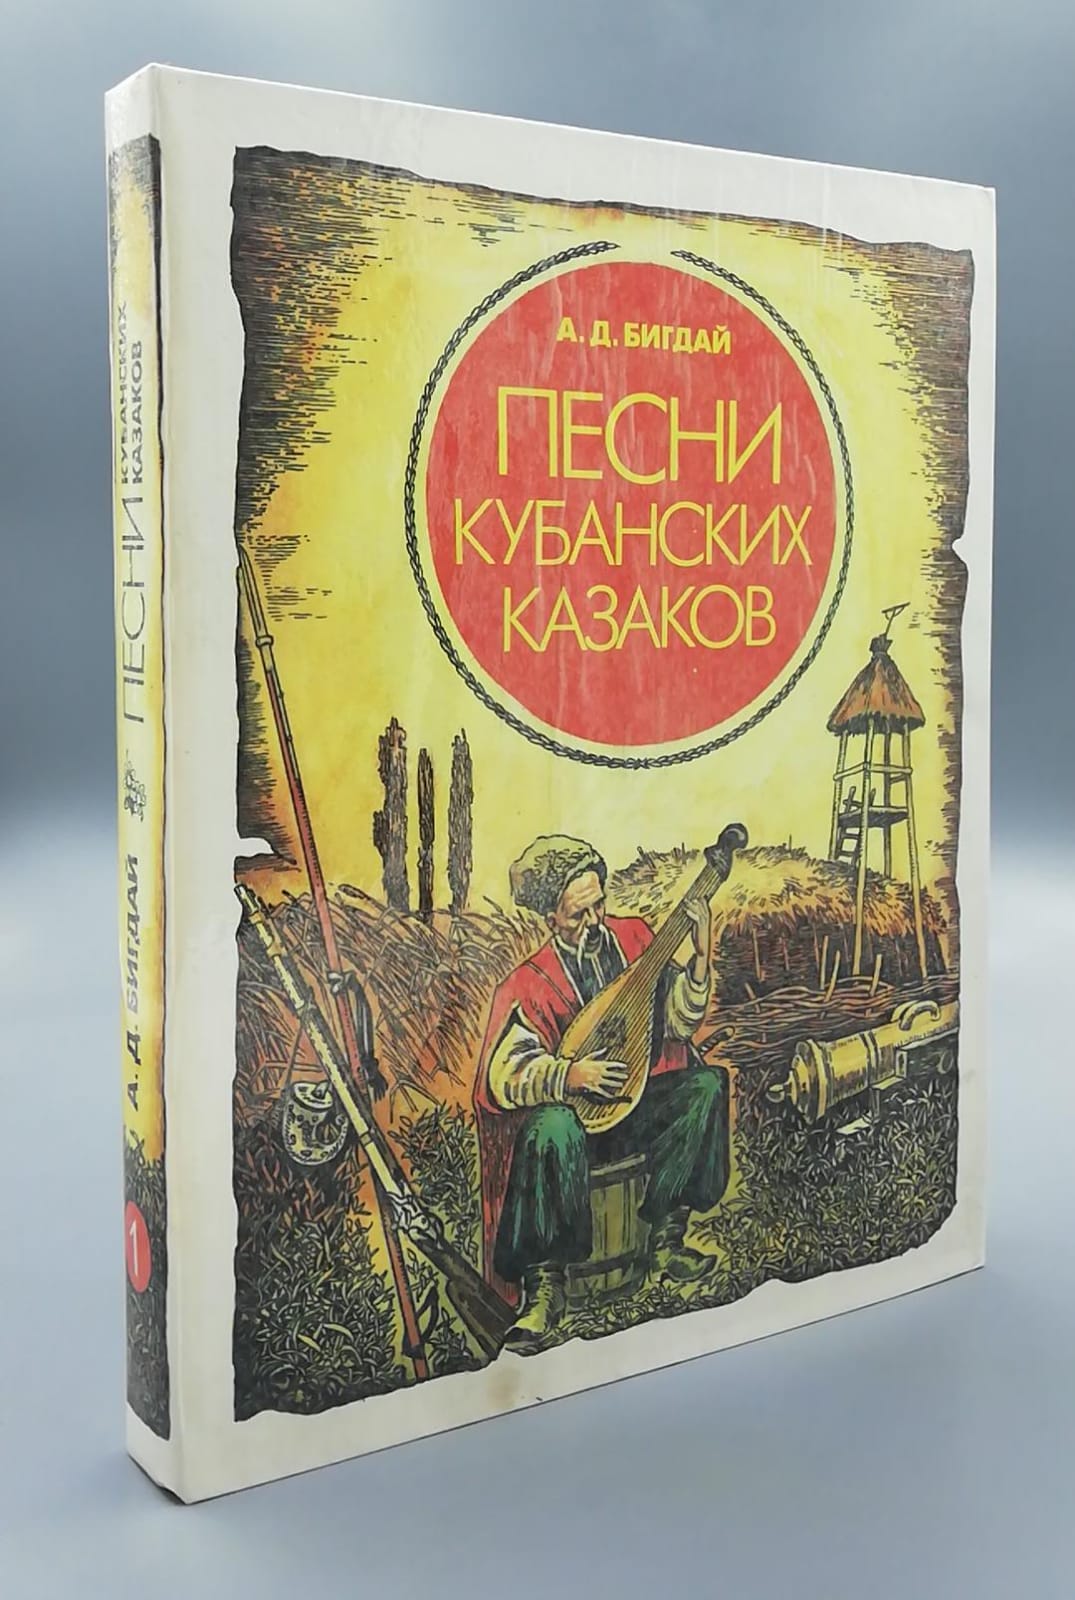 А. Д. БИГДАЙ
ПЕСНИ
КУБАНСКИХ
КАЗАКОВ
А. Д. БИГДАЙ
ПЕСНИ
КУБАНСКИХ
КАЗАКОВ
1